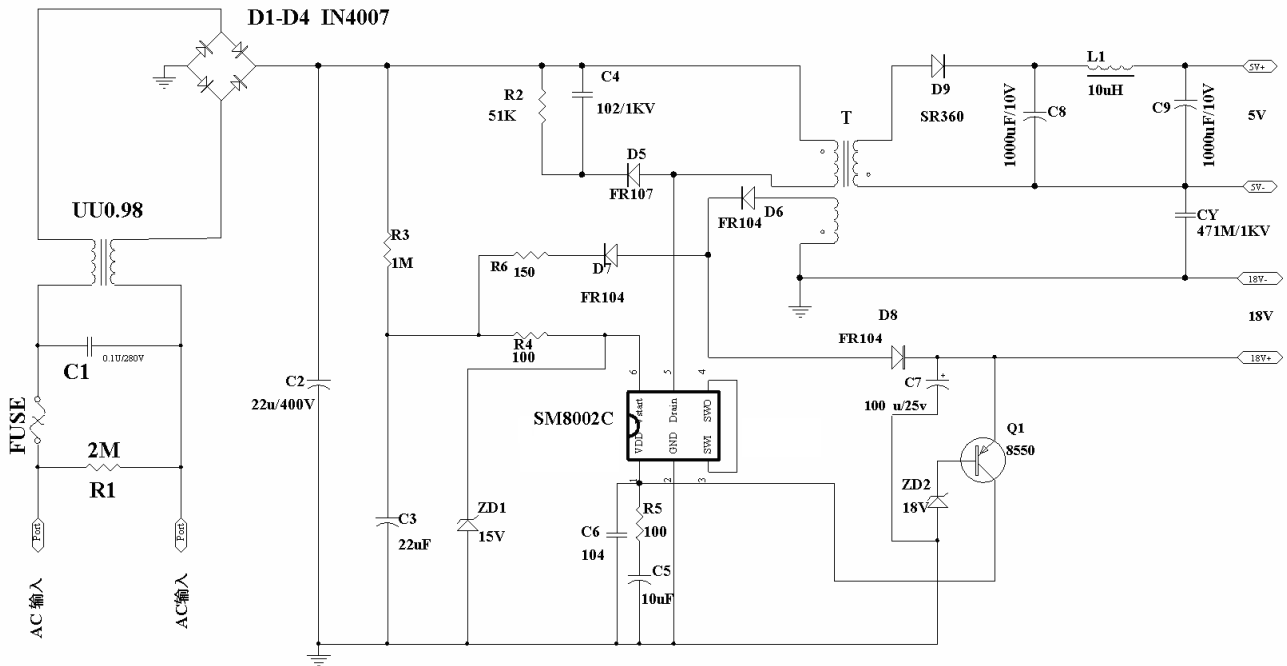 D1-D4 IN4007
C4
L1
5V+
R2
102/1KV
D9
10uH
C8
C9
5V
51K
SR360
T
1000uF/10V
1000uF/10V
D5
5V-
FR107
D6
UU0.98
FR104
CY
471M/1KV
R3
1M
R6
150
D7
18V-
FR104
18V
D8
R4
FR104
100
18V+
C1
0.1U/280V
C2
22u/400V
6
5
4
C7
+
100 u/25v
FUSE
SM8002C
Vstart
Drain
SWO
VDD
GND
SWI
Q1
8550
2M
R1
1
2
3
ZD2
18V
C3
22uF
ZD1
15V
R5
100
C6
104
C5
10uF
Port
Port
AC 输入
AC输入